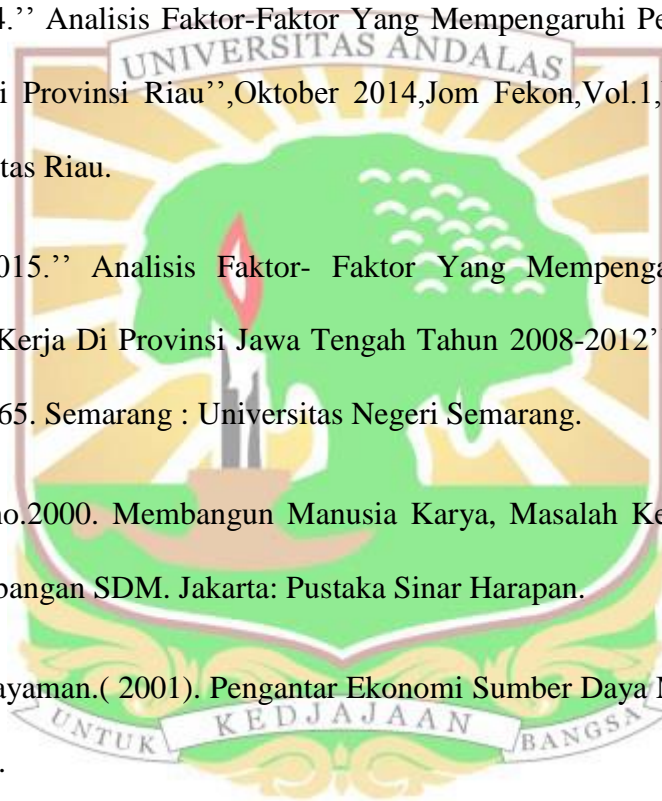 4.’’ Analisis Faktor-Faktor Yang Mempengaruhi Pe
UNIVERSITAS ANDALAS
i Provinsi Riau’’,Oktober 2014,Jom Fekon,Vol.1,
tas Riau.
015.’’ Analisis Faktor- Faktor Yang Mempenga
Kerja Di Provinsi Jawa Tengah Tahun 2008-2012’
65. Semarang : Universitas Negeri Semarang.
no.2000. Membangun Manusia Karya, Masalah Ke
bangan SDM. Jakarta: Pustaka Sinar Harapan.
ayaman.( 2001). Pengantar Ekonomi Sumber Daya M
UNTUK KEDJAJAAN BANGSA
.